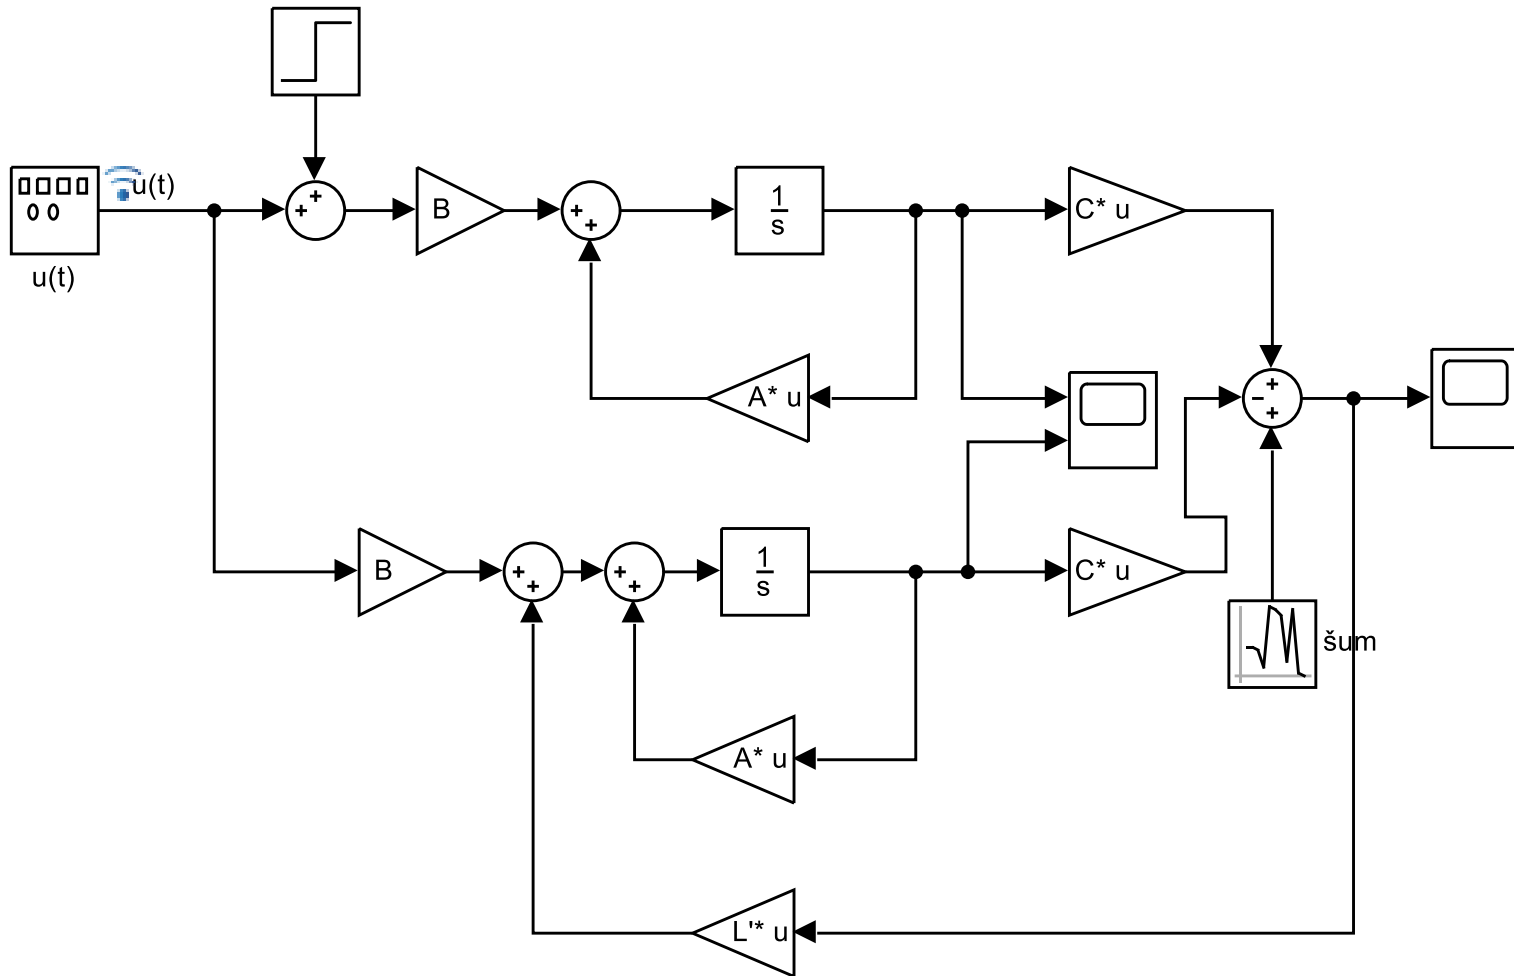 u(t)
u(t)
B
+
+
+
+
1
s
C* u
A* u
+
−
+
B
+
+
+
+
1
s
C* u
šum
A* u
L'* u